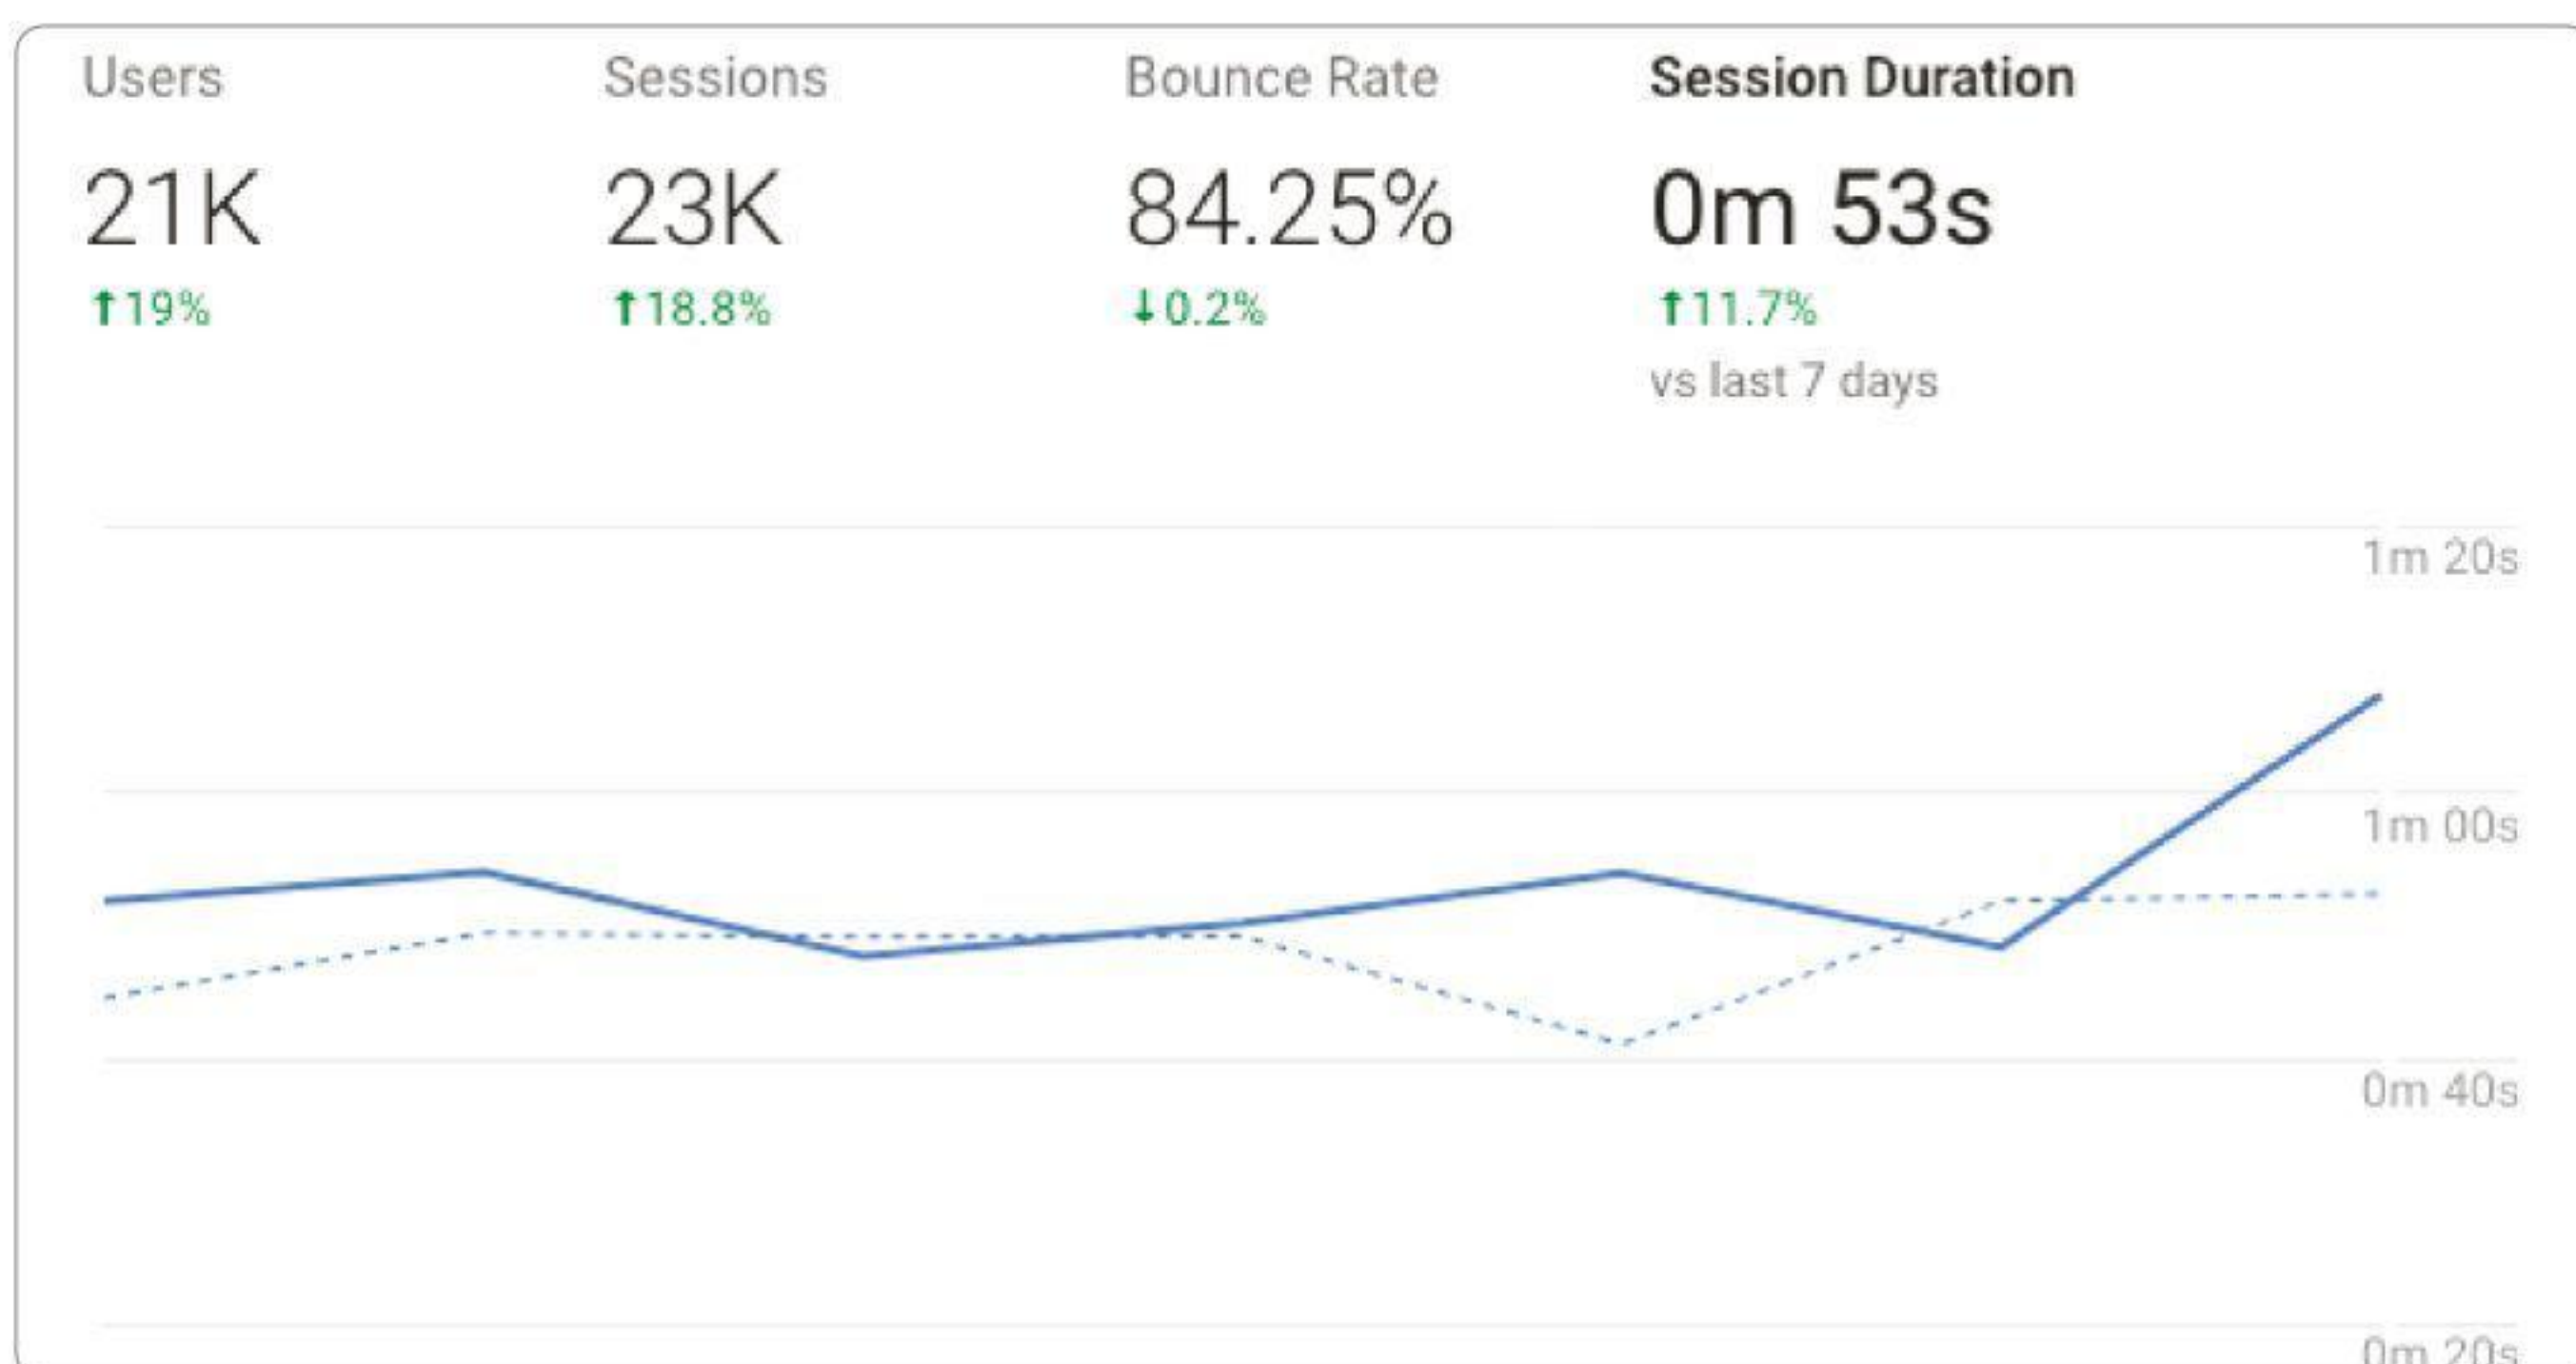 Users
Sessions
Bounce Rate
Session Duration
21K
23K
84.25%
0m 53s
↑19%
↑18.8%
↓0.2%
↑11.7%
vs last 7 days
1m 20s
1m 00s
0m 40s
0m 20s